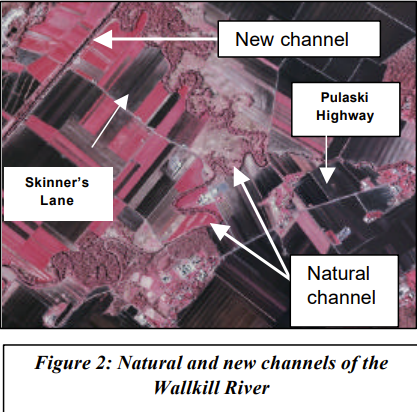 New channel
Pulaski
Highway
Skinner's
Lane
Natural
channel
Figure 2: Natural and new channels of the
Wallkill River